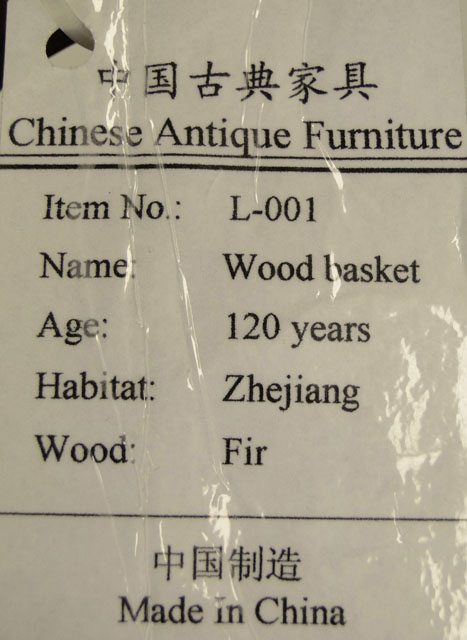 中国古典家具
Chinese Antique Furniture
Item No.: L-001
Name: Wood basket
Age: 120 years
Habitat: Zhejiang
Wood: Fir
中国制造
Made in China